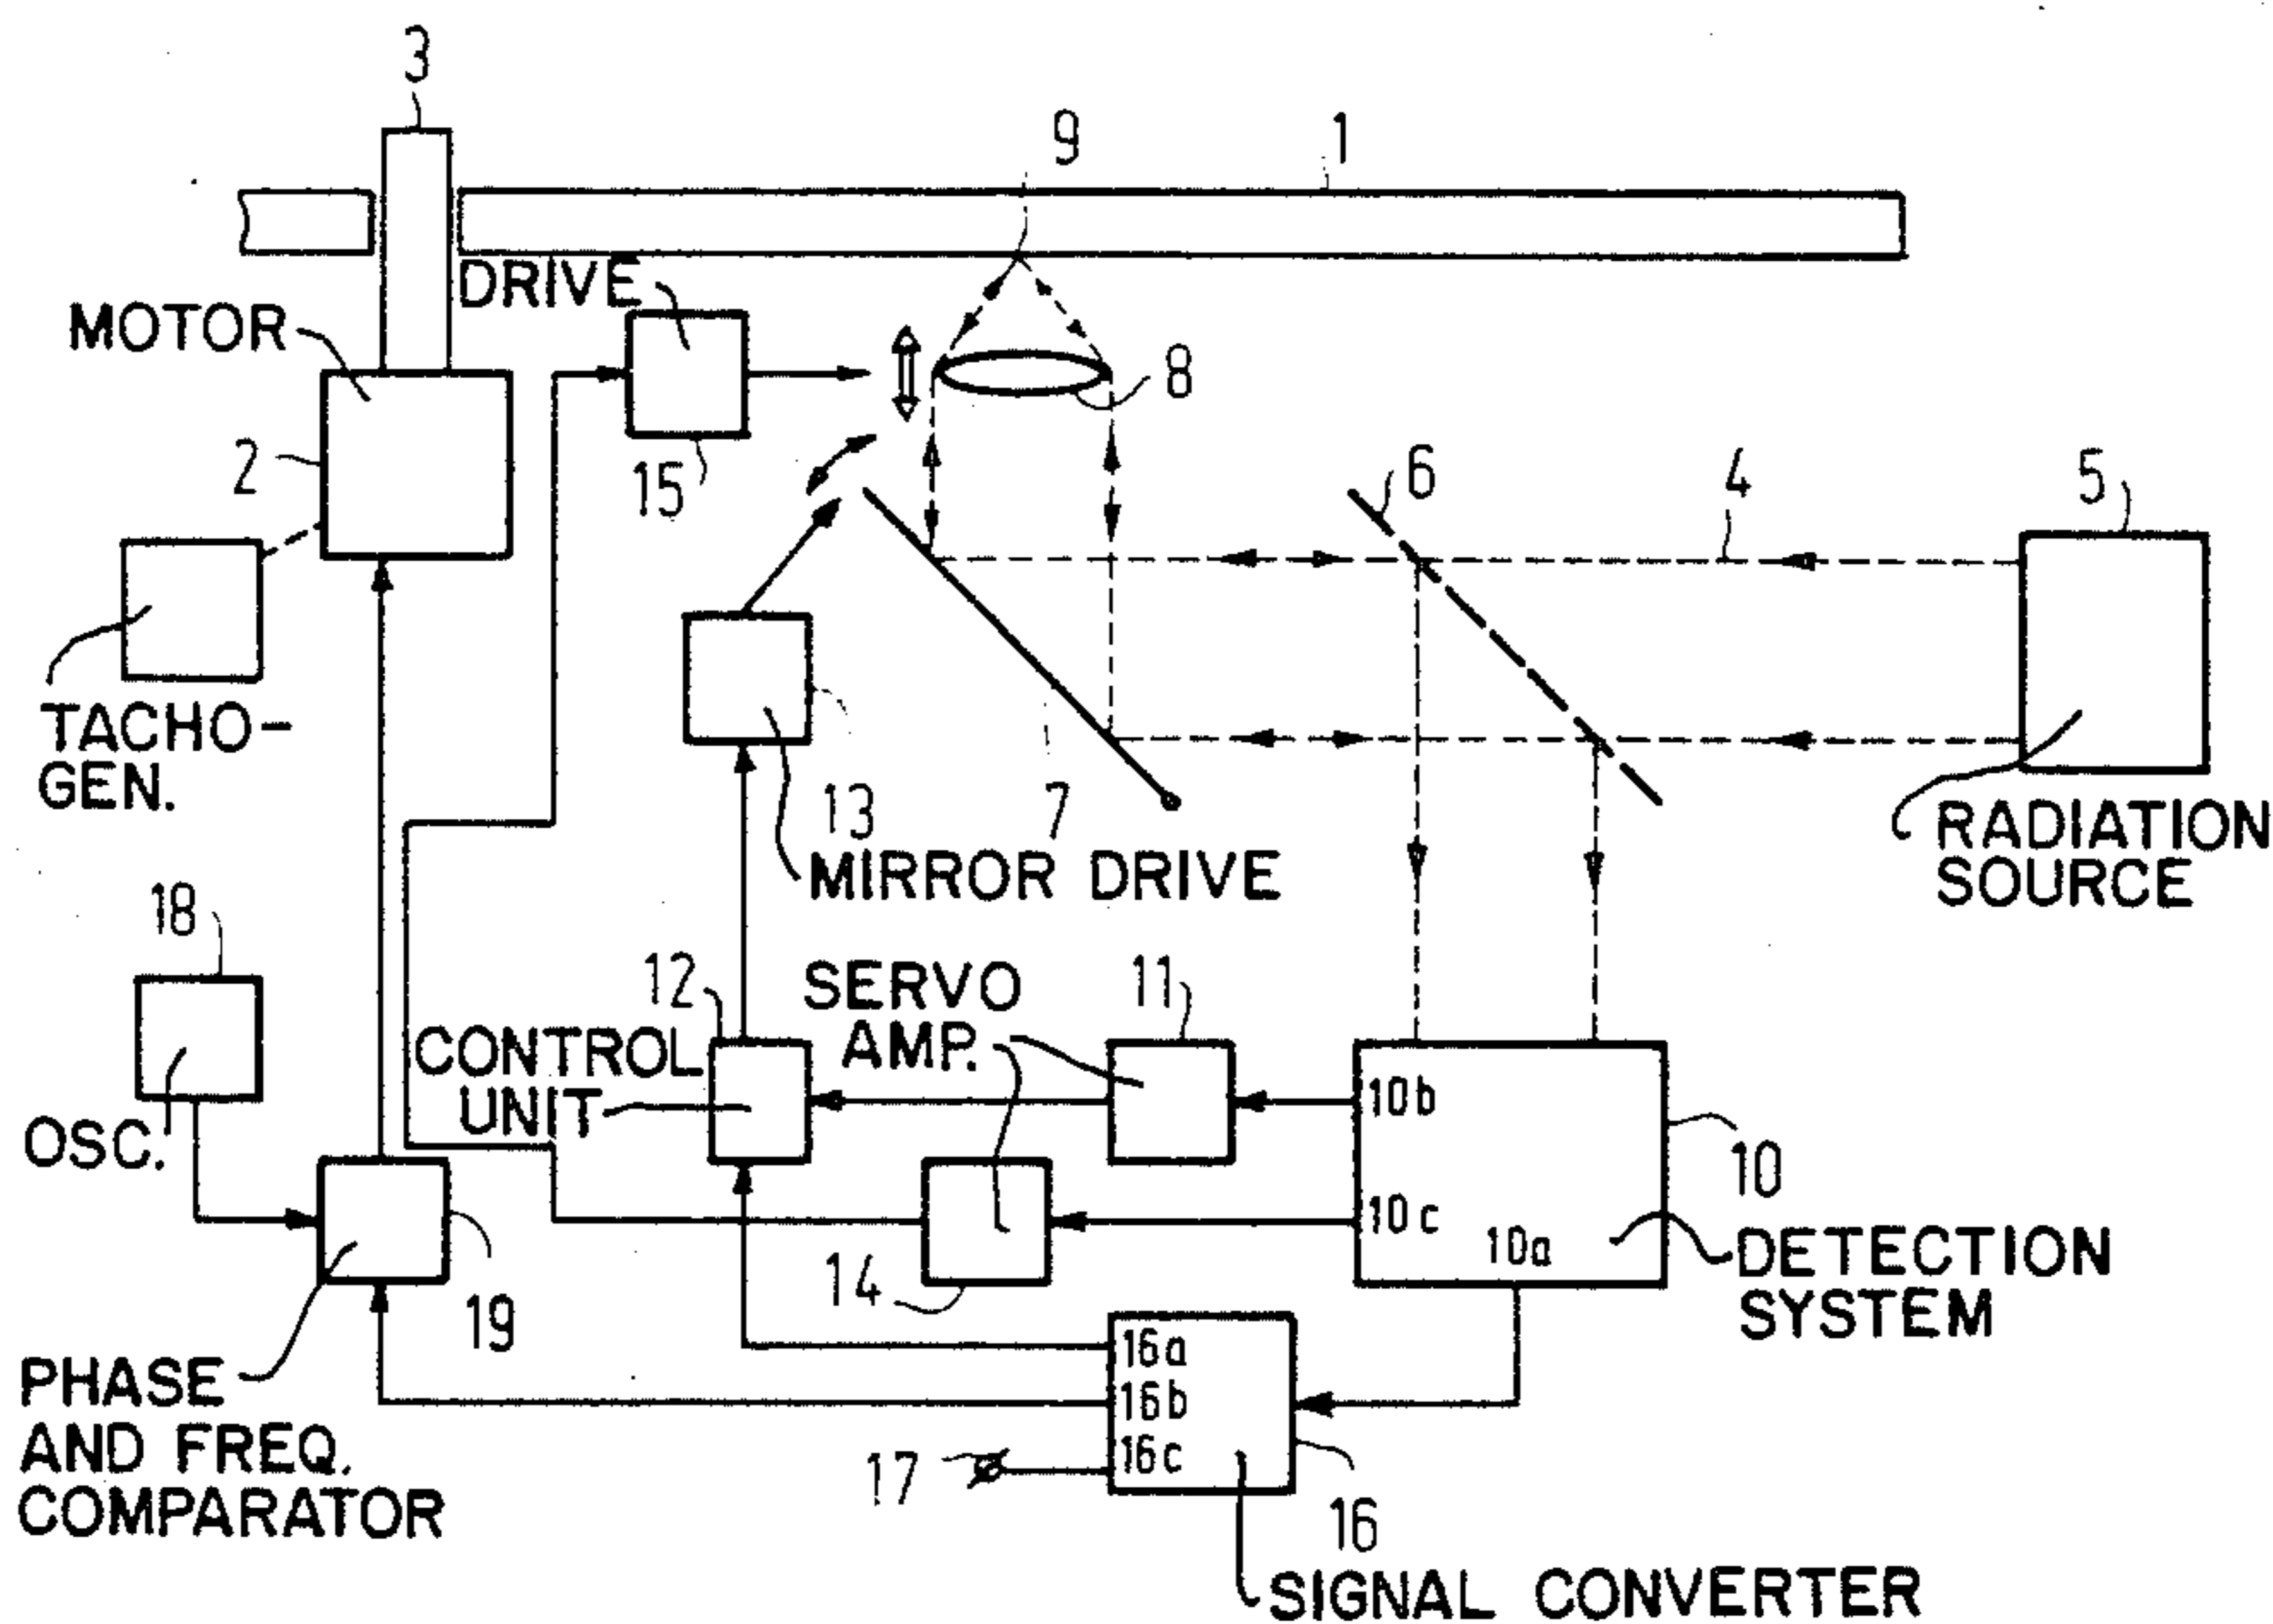 3
9
1
DRIVE
MOTOR
8
2
15
6
4
5
TACHO-
GEN.
13
7
MIRROR DRIVE
RADIATION
SOURCE
18
12
SERVO
AMP.
11
CONTROL
UNIT
10b
OSC.
10
10c
10a
DETECTION
SYSTEM
14
19
16a
PHASE
AND FREQ.
COMPARATOR
16b
16c
17
16
SIGNAL CONVERTER